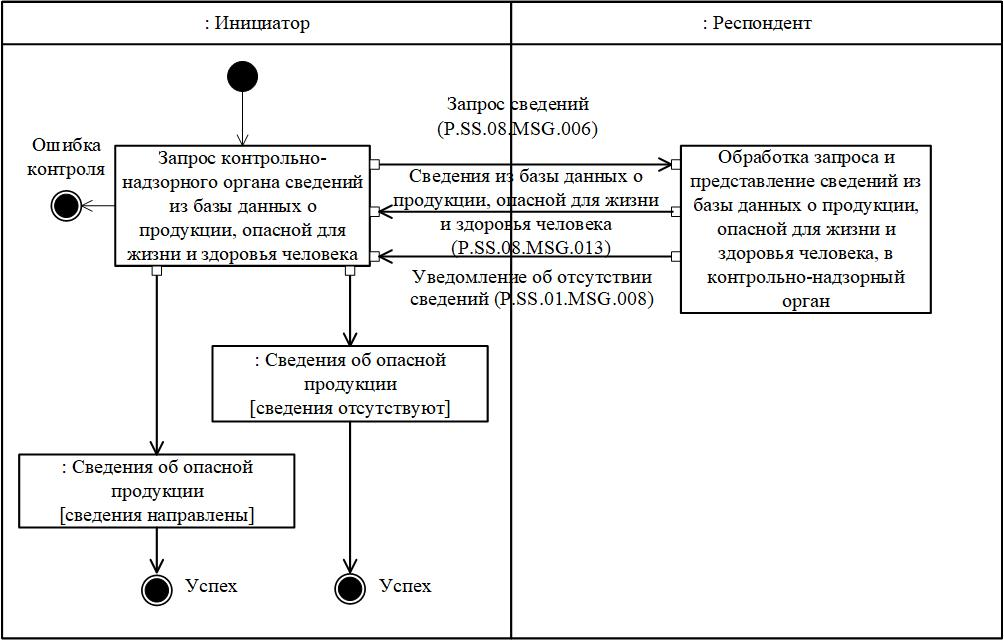 : Инициатор
: Респондент
Запрос сведений
(P.SS.08.MSG.006)
Ошибка
контроля
Запрос контрольно-
надзорного органа сведений
из базы данных о
продукции, опасной для
жизни и здоровья человека
Сведения из базы данных о
продукции, опасной для жизни
и здоровья человека
(P.SS.08.MSG.013)
Уведомление об отсутствии
сведений (P.SS.01.MSG.008)
Обработка запроса и
представление сведений из
базы данных о продукции,
опасной для жизни и
здоровья человека, в
контрольно-надзорный
орган
: Сведения об опасной
продукции
[сведения отсутствуют]
: Сведения об опасной
продукции
[сведения направлены]
Успех
Успех